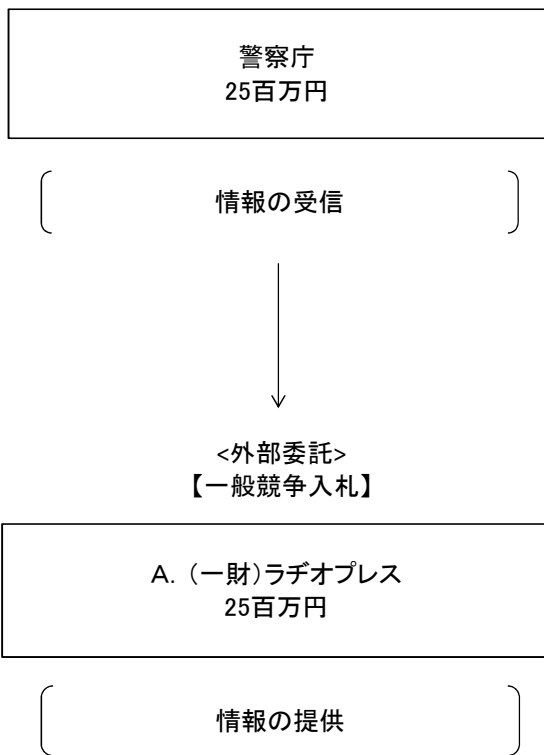 警察庁
25百万円
情報の受信
<外部委託>
【一般競争入札】
A.（一財）ラヂオプレス
25百万円
情報の提供